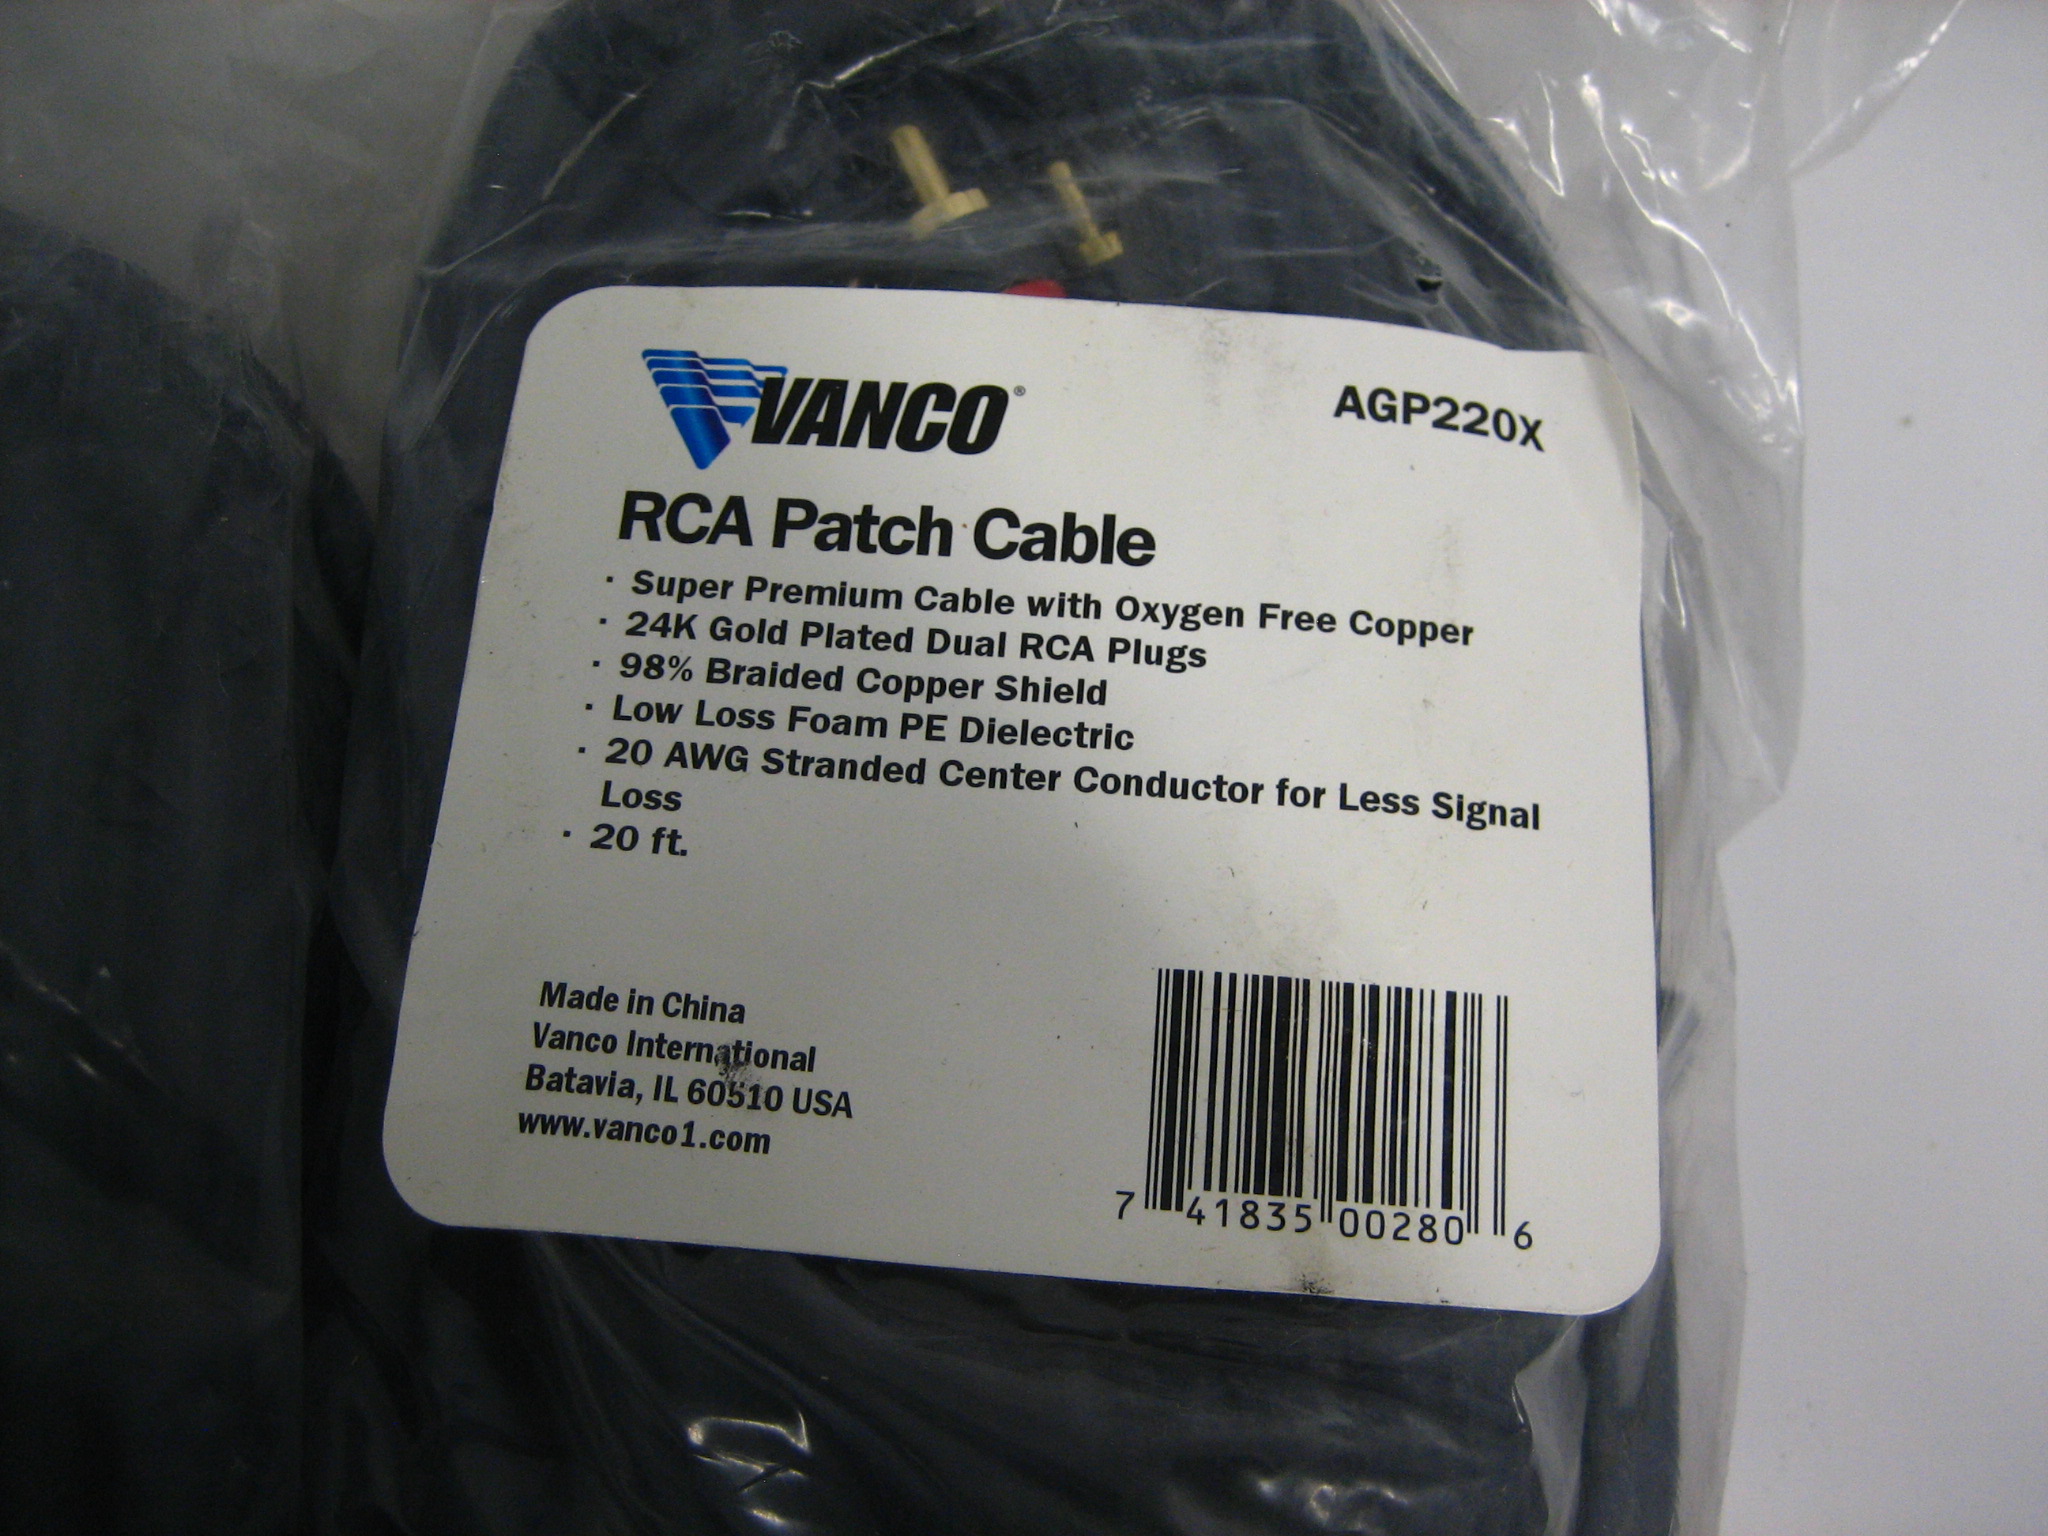 VANCO®
AGP220X
RCA Patch Cable
· Super Premium Cable with Oxygen Free Copper
· 24K Gold Plated Dual RCA Plugs
· 98% Braided Copper Shield
· Low Loss Foam PE Dielectric
· 20 AWG Stranded Center Conductor for Less Signal
Loss
· 20 ft.
Made in China
Vanco International
Batavia, IL 60510 USA
www.vanco1.com
7 41835 00280 6